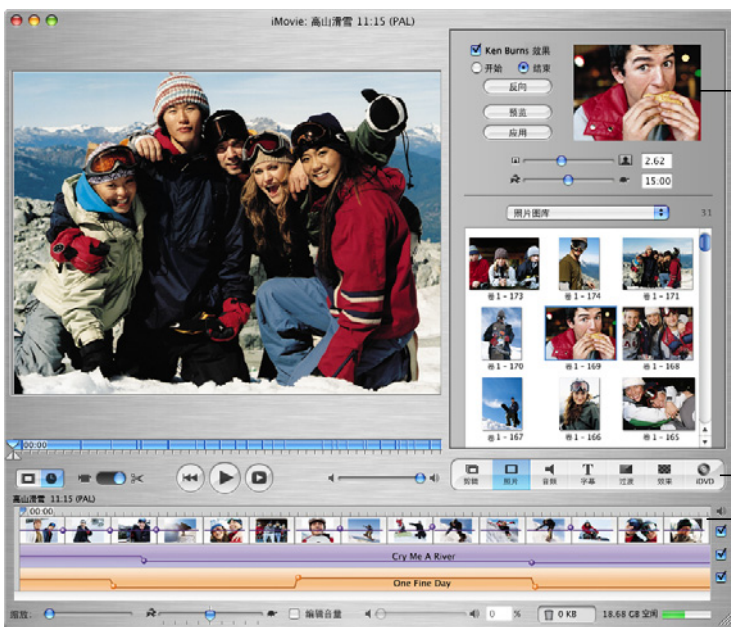 iMovie: 高山滑雪 11:15 (PAL)
Ken Burns 效果
开始 结束
反向
预览
应用
2.62
15:00
照片图库 31
卷1 - 173 卷1 - 174 卷1 - 171
卷1 - 170 卷1 - 169 卷1 - 168
卷1 - 167 卷1 - 166 卷1 - 165
00:00
剪辑 照片 音频 字幕 过渡 效果 iDVD
高山滑雪 11:15 (PAL)
00:00
Cry Me A River
One Fine Day
缩放: 编辑音量 0 % 0 KB 18.68 GB 空闲